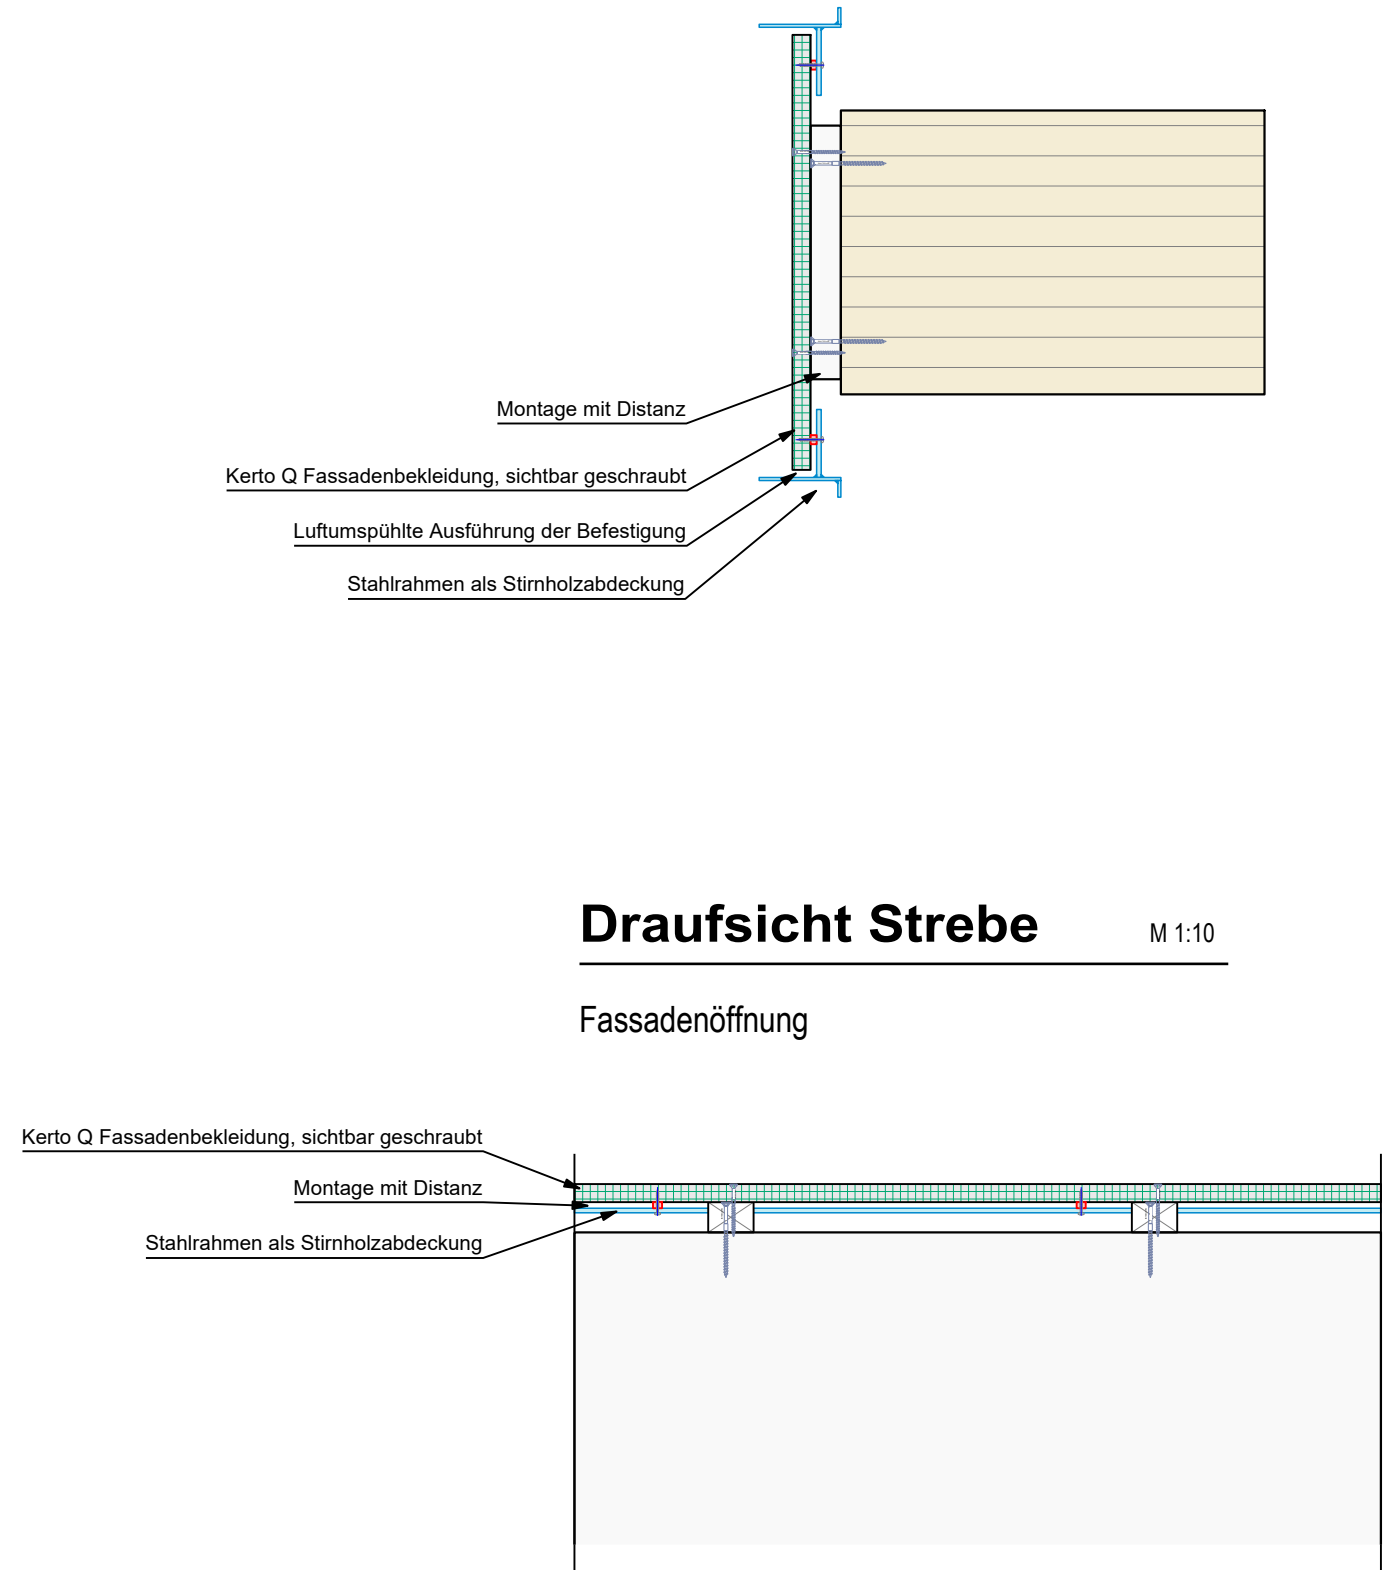 Montage mit Distanz
Kerto Q Fassadenbekleidung, sichtbar geschraubt
Luftumspühlte Ausführung der Befestigung
Stahlrahmen als Stirnholzabdeckung
Draufsicht Strebe M 1:10
Fassadenöffnung
Kerto Q Fassadenbekleidung, sichtbar geschraubt
Montage mit Distanz
Stahlrahmen als Stirnholzabdeckung